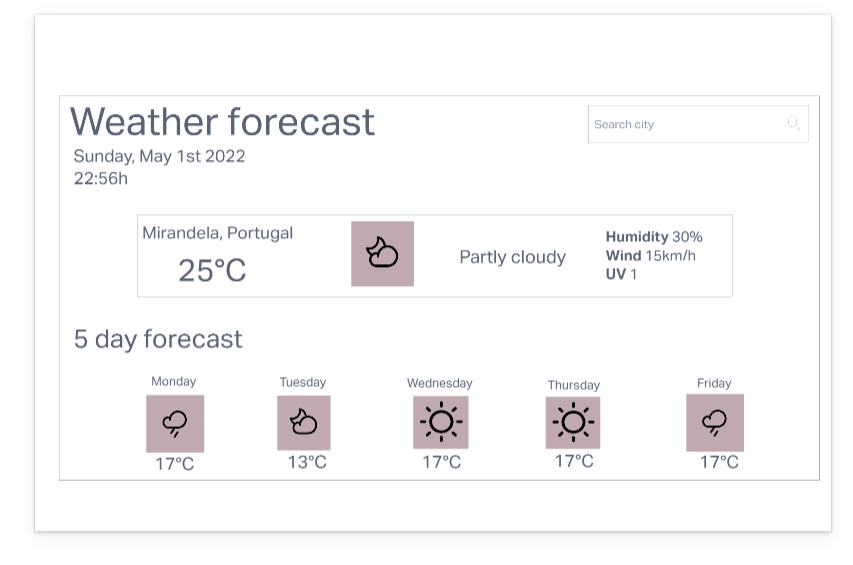 Weather forecast
Search city
Sunday, May 1st 2022
22:56h
Mirandela, Portugal
25°C
Partly cloudy
Humidity 30%
Wind 15km/h
UV 1
5 day forecast
Monday Tuesday Wednesday Thursday Friday
17°C 13°C 17°C 17°C 17°C